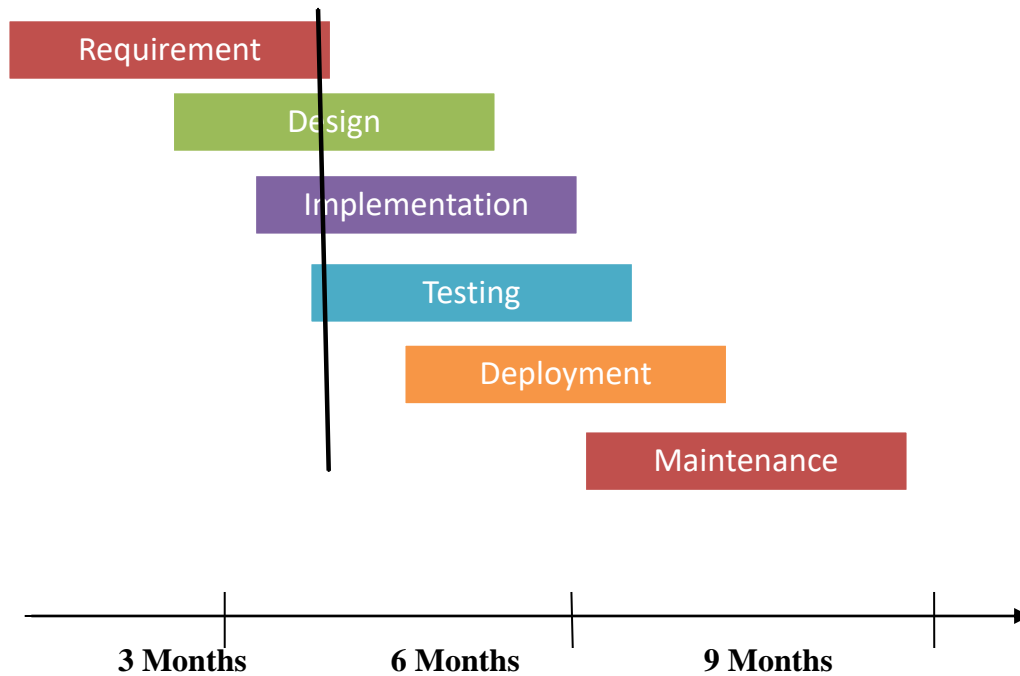 Requirement
Design
Implementation
Testing
Deployment
Maintenance
3 Months 6 Months 9 Months